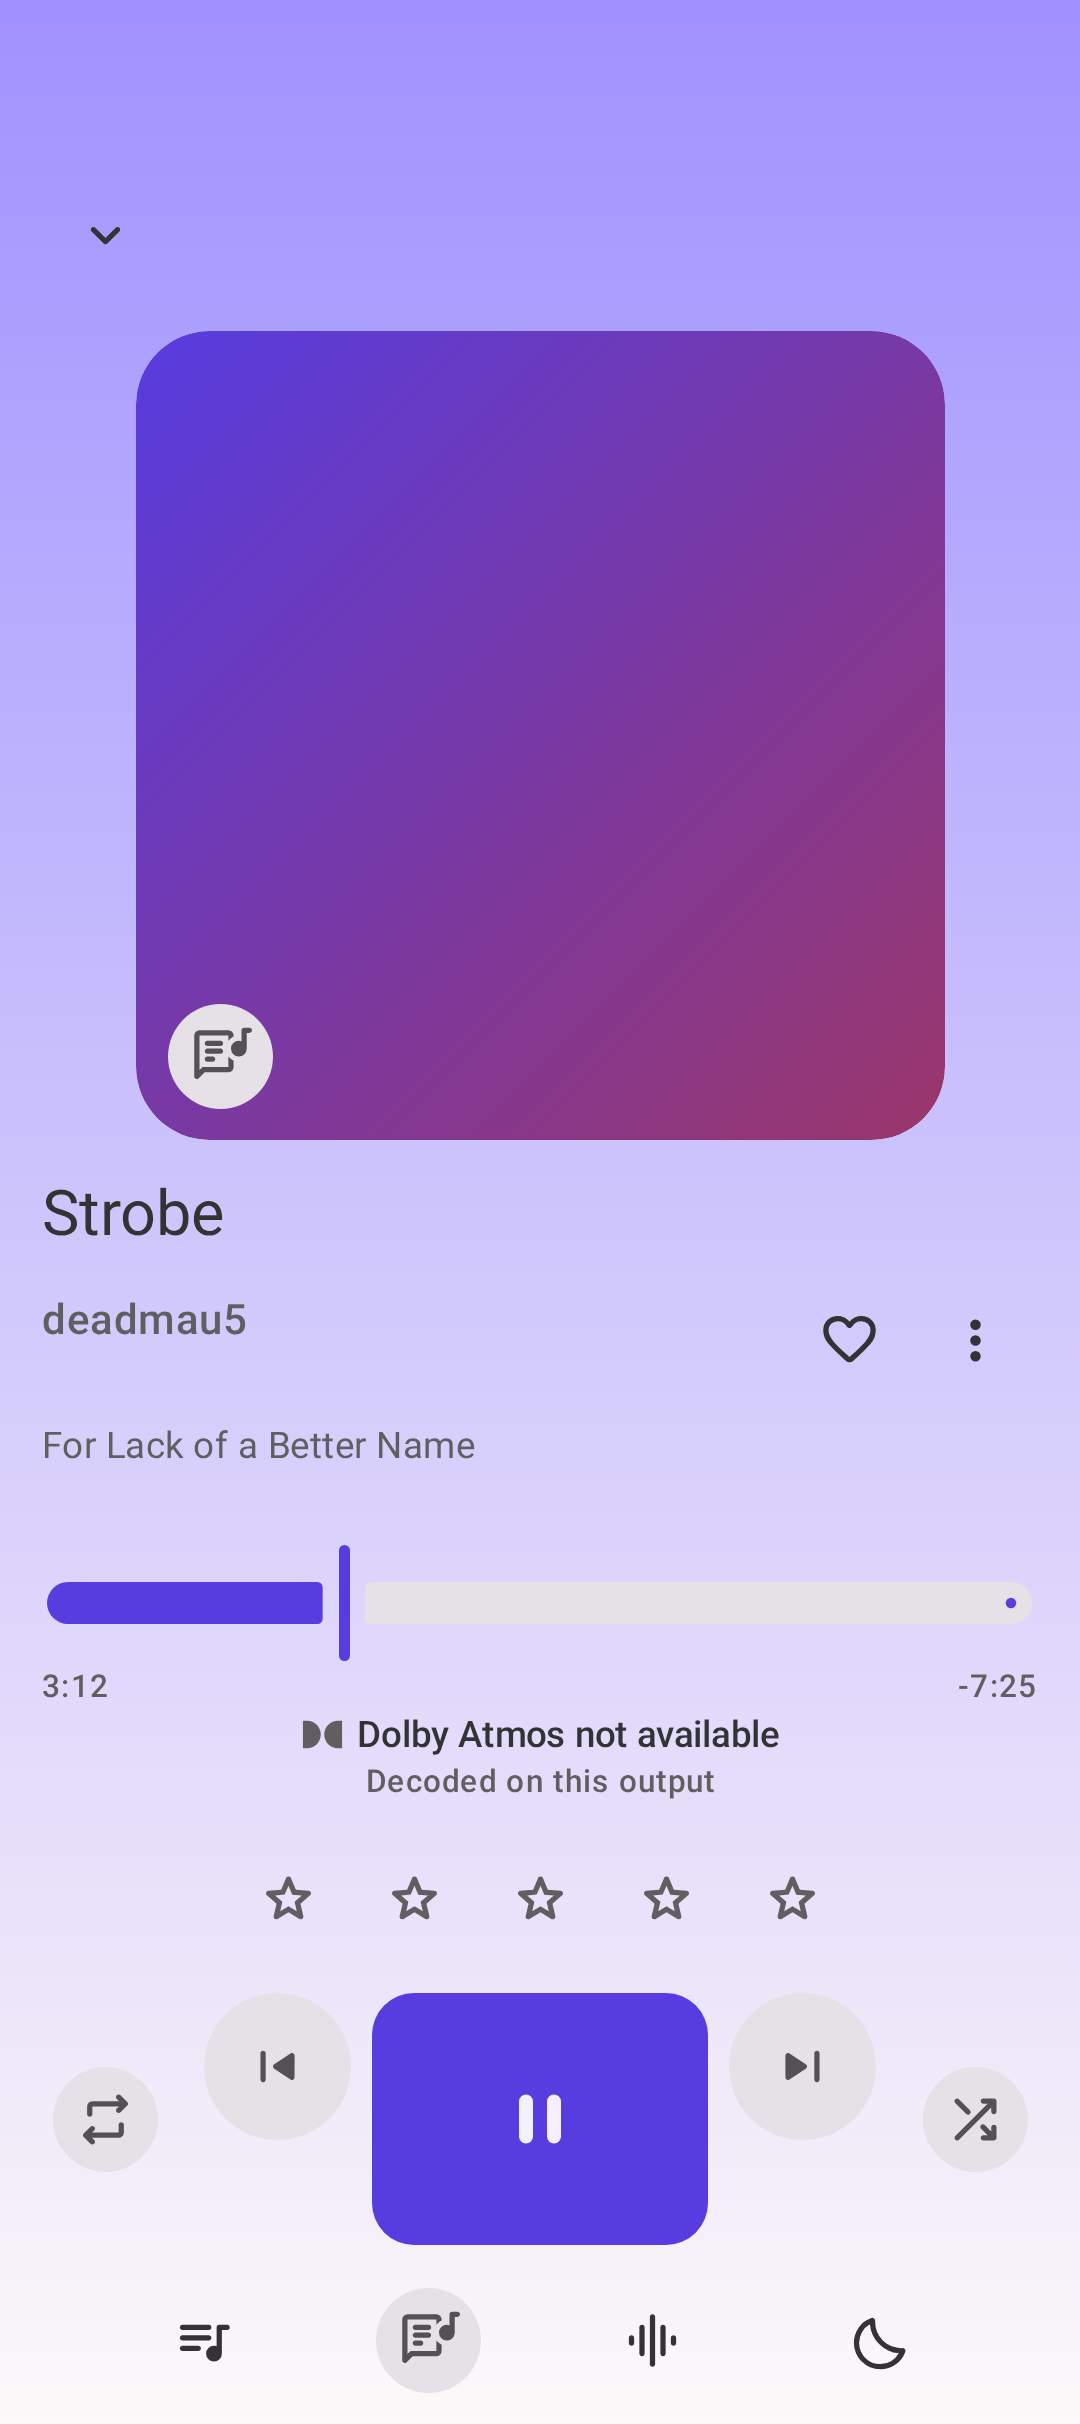 Strobe
deadmau5
For Lack of a Better Name
3:12
-7:25
Dolby Atmos not available
Decoded on this output